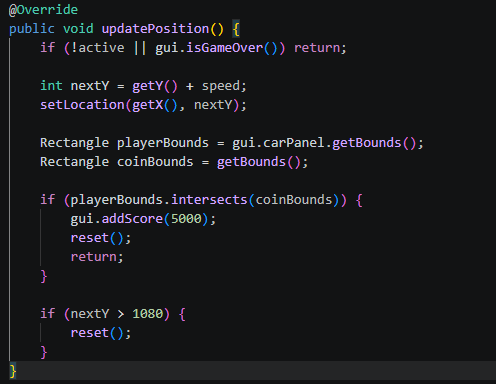 @Override
public void updatePosition() {
    if (!active || gui.isGameOver()) return;

    int nextY = getY() + speed;
    setLocation(getX(), nextY);

    Rectangle playerBounds = gui.carPanel.getBounds();
    Rectangle coinBounds = getBounds();

    if (playerBounds.intersects(coinBounds)) {
        gui.addScore(5000);
        reset();
        return;
    }

    if (nextY > 1080) {
        reset();
    }
}